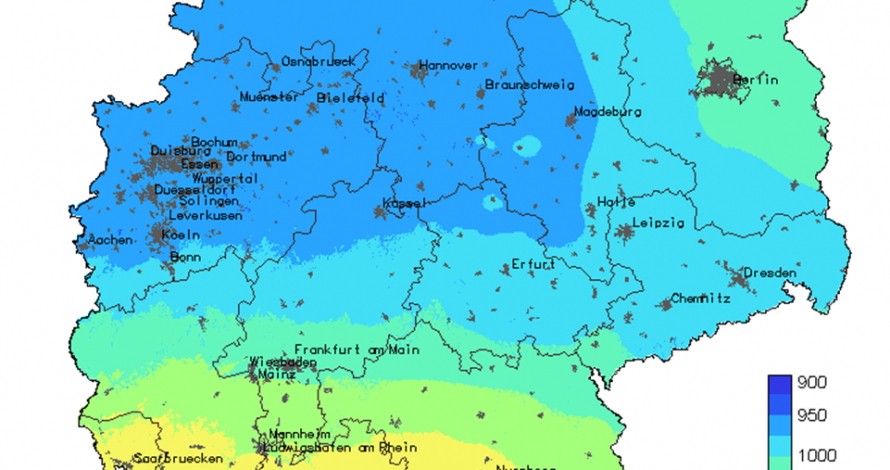 Osnabrueck
Hannover
Berlin
Braunschweig
Muenster
Bielefeld
Magdeburg
Bochum
Duisburg
Dortmund
Essen
Wuppertal
Duesseldorf
Solingen
Kassel
Halle
Leverkusen
Leipzig
Koeln
Aachen
Bonn
Erfurt
Dresden
Chemnitz
Frankfurt am Main
Wiesbaden
Mainz
900
950
Mannheim
Ludwigshafen am Rhein
Saarbruecken
1000
Nurnberg